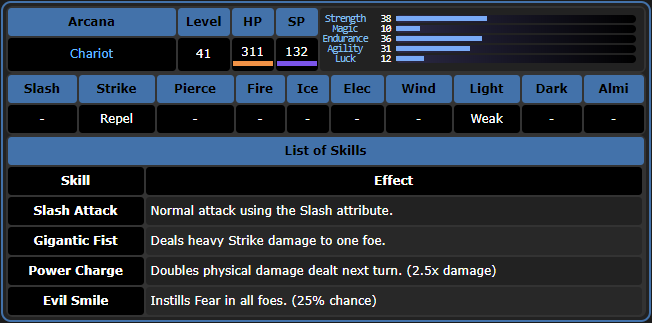 Arcana Level HP SP
Chariot 41 311 132
Strength 38
Magic 10
Endurance 36
Agility 31
Luck 12
Slash Strike Pierce Fire Ice Elec Wind Light Dark Almi
- Repel - - - - - Weak - -
List of Skills
Skill Effect
Slash Attack Normal attack using the Slash attribute.
Gigantic Fist Deals heavy Strike damage to one foe.
Power Charge Doubles physical damage dealt next turn. (2.5x damage)
Evil Smile Instills Fear in all foes. (25% chance)